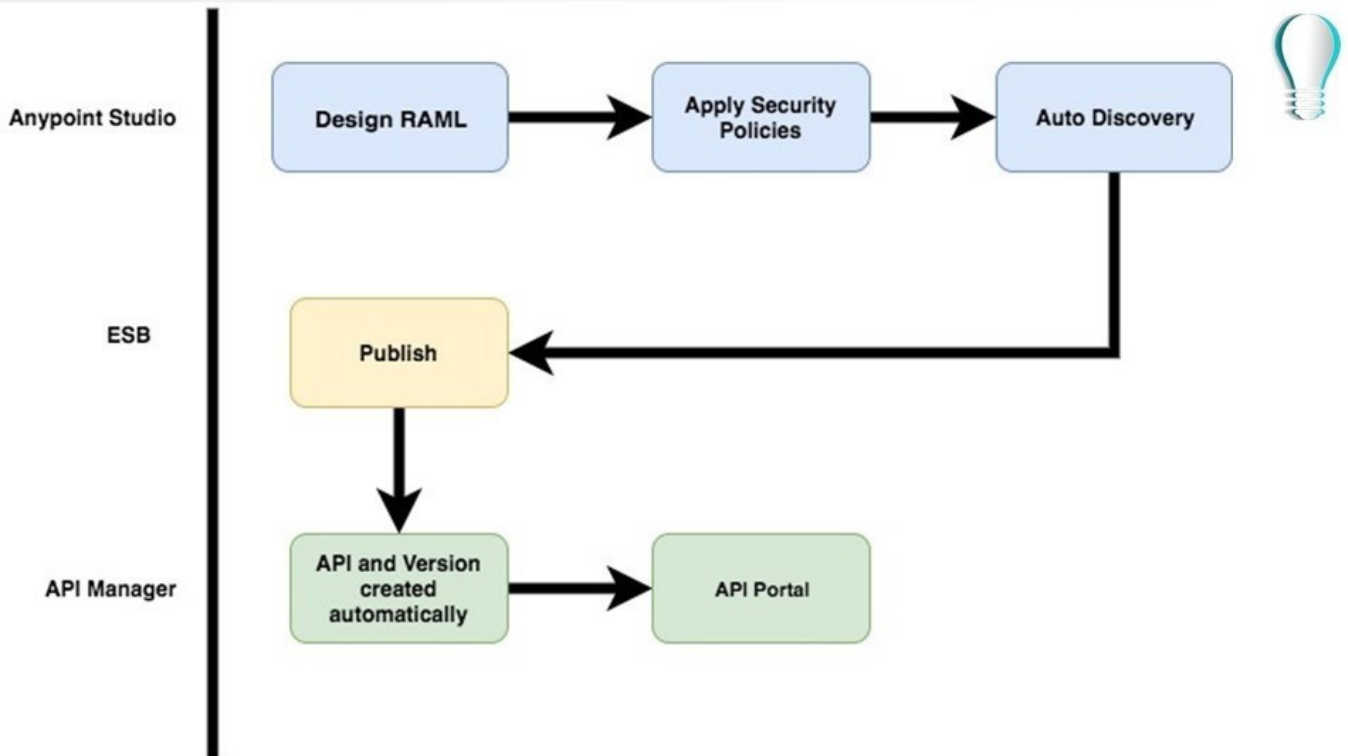 Anypoint Studio
Design RAML
Apply Security
Policies
Auto Discovery
ESB
Publish
API Manager
API and Version
created
automatically
API Portal